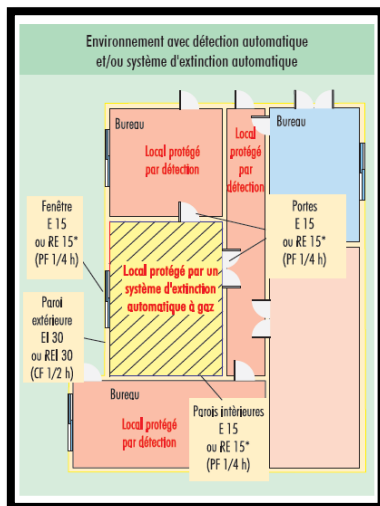 Environnement avec détection automatique
et/ou système d'extinction automatique
Bureau
Local protégé
par détection
Local
protégé
par
détection
Bureau
Fenêtre
E 15
ou RE 15*
(PF 1/4 h)
Portes
E 15
ou RE 15*
(PF 1/4 h)
Local protégé par un
système d'extinction
automatique à gaz
Paroi
extérieure
EI 30
ou REI 30
(CF 1/2 h)
Bureau
Local protégé
par détection
Parois intérieures
E 15
ou RE 15*
(PF 1/4 h)